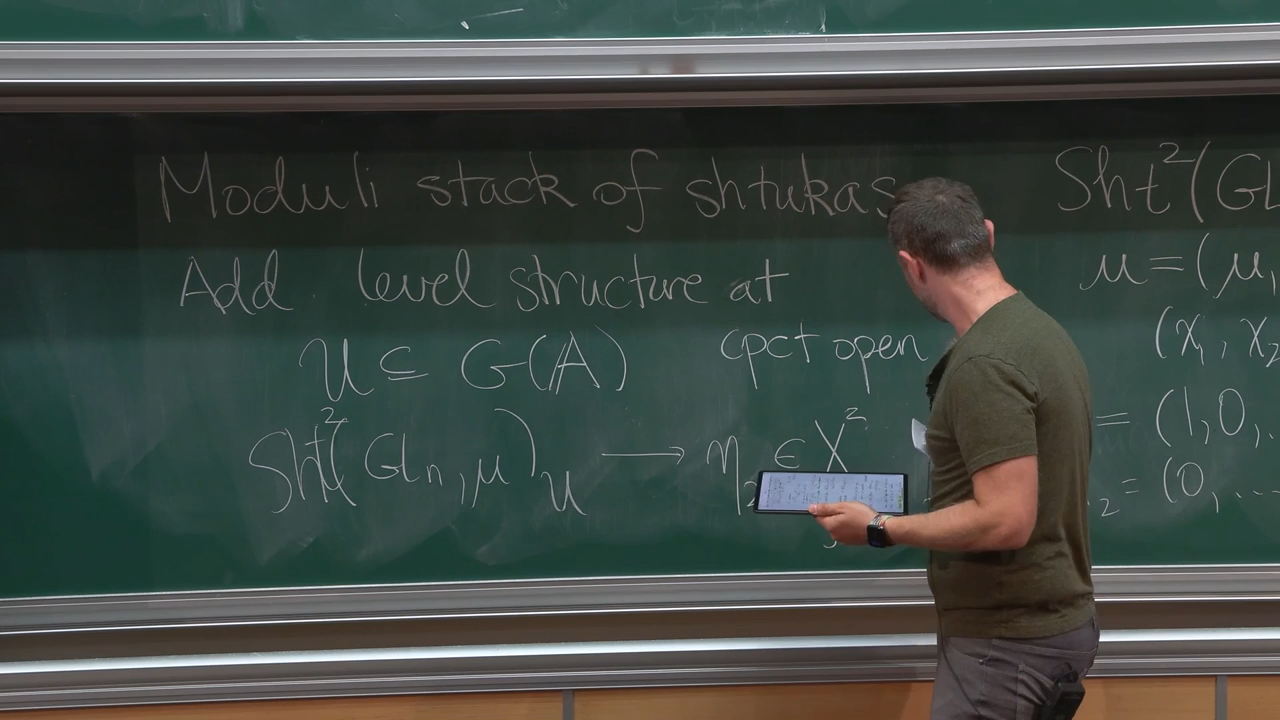 Moduli stack of shtukas
Add level structure at
U ⊆ G(A) cpct open
Sht²(GLn, μ)_U ⟶ η₂ ∈ X²
Sht²(GL
μ = (μ₁
(x₁, x₂
= (1,0,..
₂ = (0,...